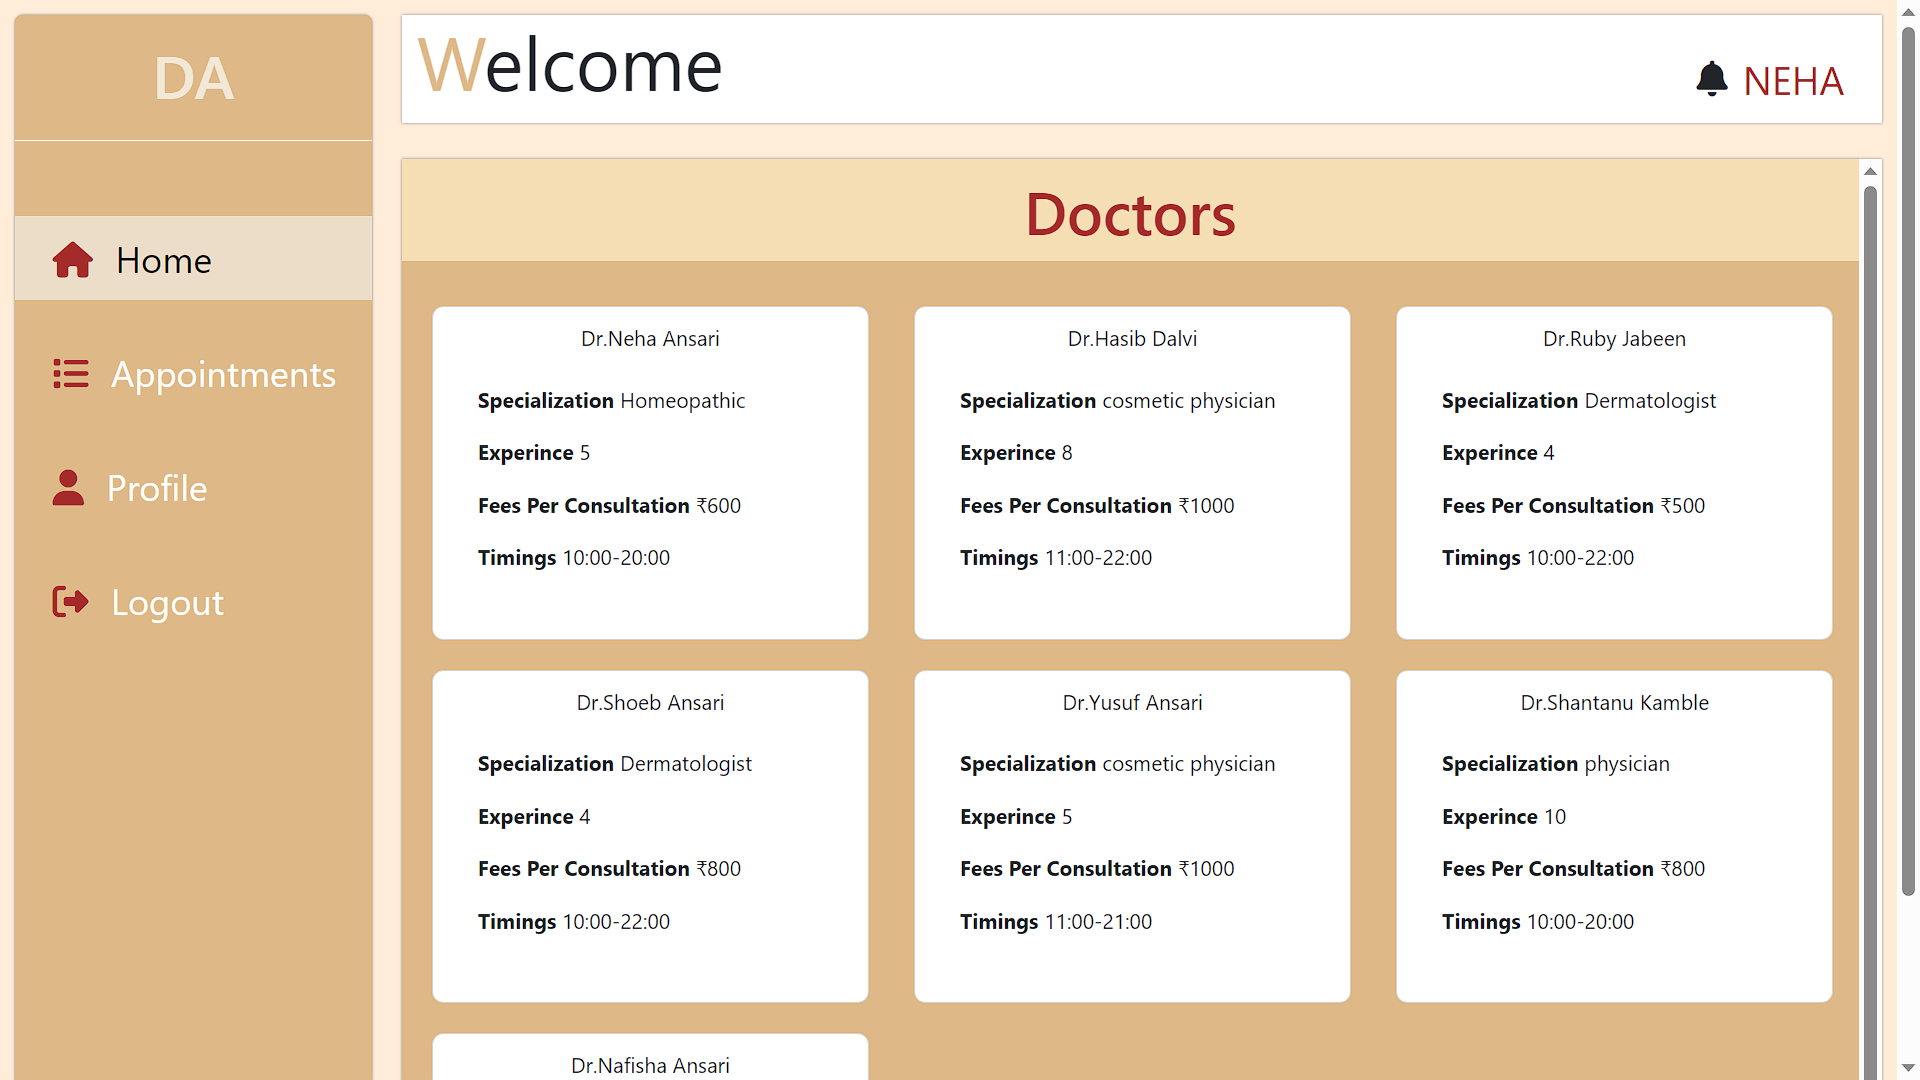 DA
Home
Appointments
Profile
Logout
Welcome
NEHA
Doctors
Dr.Neha Ansari
Specialization Homeopathic
Experince 5
Fees Per Consultation ₹600
Timings 10:00-20:00
Dr.Hasib Dalvi
Specialization cosmetic physician
Experince 8
Fees Per Consultation ₹1000
Timings 11:00-22:00
Dr.Ruby Jabeen
Specialization Dermatologist
Experince 4
Fees Per Consultation ₹500
Timings 10:00-22:00
Dr.Shoeb Ansari
Specialization Dermatologist
Experince 4
Fees Per Consultation ₹800
Timings 10:00-22:00
Dr.Yusuf Ansari
Specialization cosmetic physician
Experince 5
Fees Per Consultation ₹1000
Timings 11:00-21:00
Dr.Shantanu Kamble
Specialization physician
Experince 10
Fees Per Consultation ₹800
Timings 10:00-20:00
Dr.Nafisha Ansari